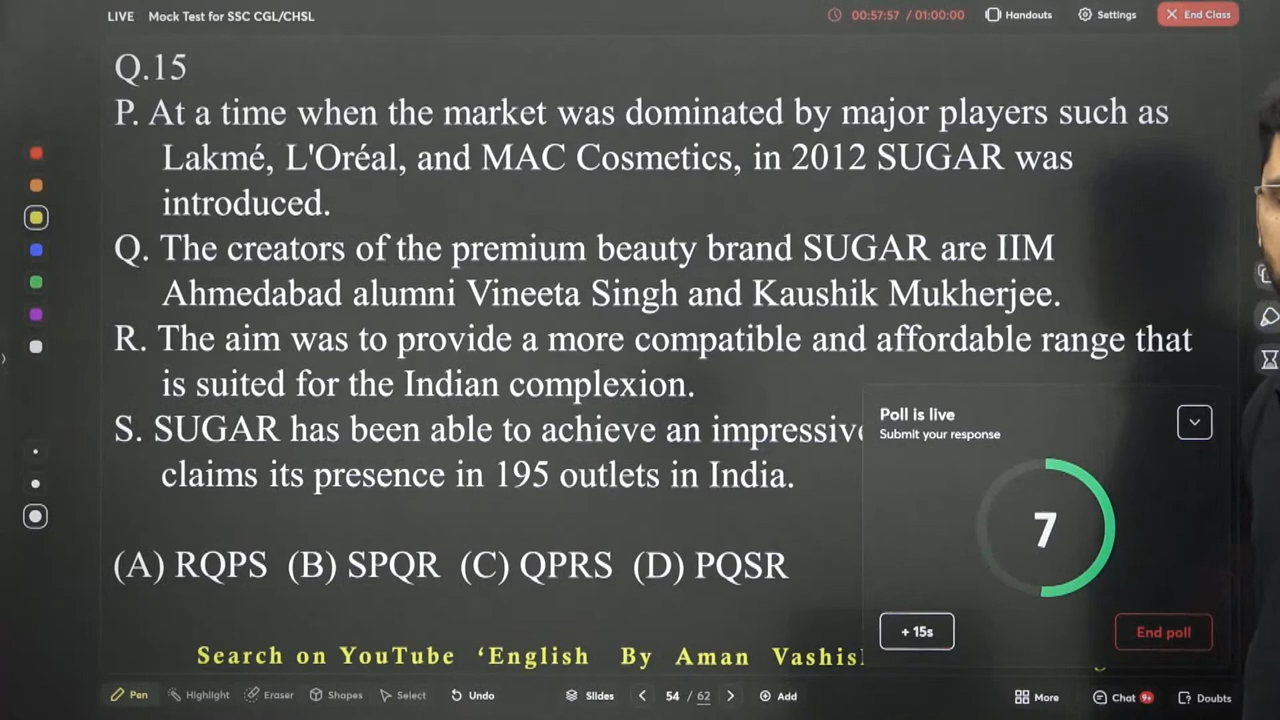 LIVE Mock Test for SSC CGL/CHSL 00:57:57 / 01:00:00 Handouts Settings End Class
Q.15
P. At a time when the market was dominated by major players such as
Lakmé, L'Oréal, and MAC Cosmetics, in 2012 SUGAR was
introduced.
Q. The creators of the premium beauty brand SUGAR are IIM
Ahmedabad alumni Vineeta Singh and Kaushik Mukherjee.
R. The aim was to provide a more compatible and affordable range that
is suited for the Indian complexion.
S. SUGAR has been able to achieve an
claims its presence in 195 outlets in India.
Poll is live
Submit your response
7
(A) RQPS (B) SPQR (C) QPRS (D) PQSR
+ 15s End poll
Search on YouTube ‘English By Aman
Pen Highlight Eraser Shapes Select Undo Slides 54 / 62 Add More Chat 9+ Doubts